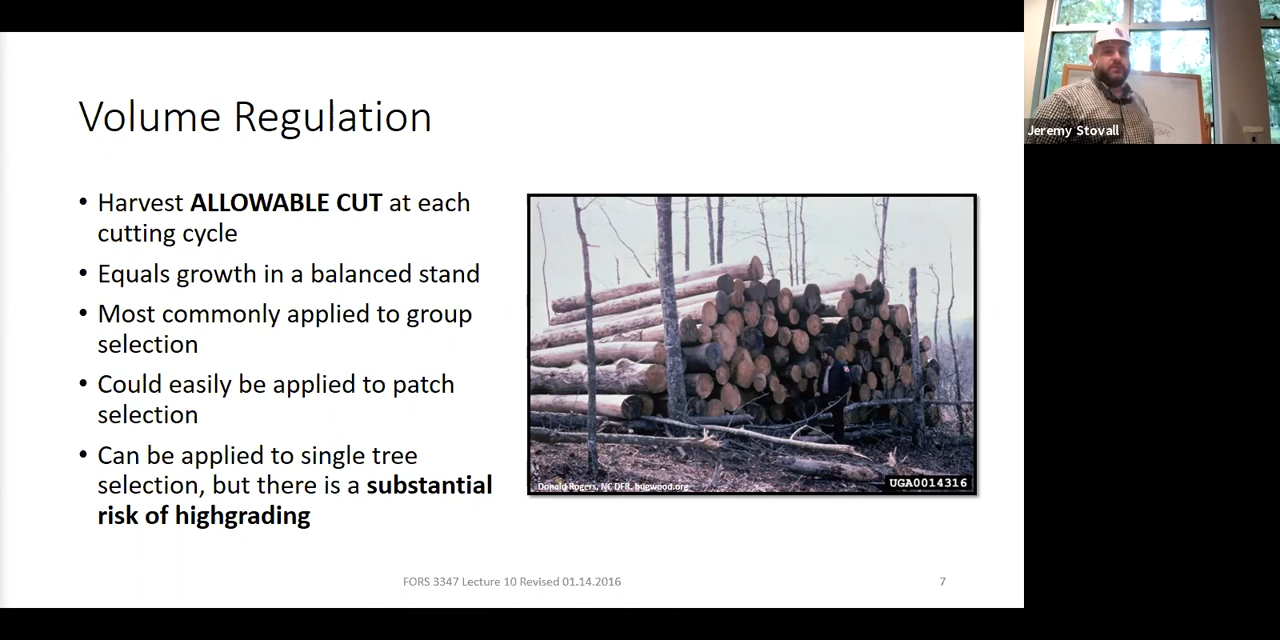 Volume Regulation
• Harvest ALLOWABLE CUT at each
cutting cycle
• Equals growth in a balanced stand
• Most commonly applied to group
selection
• Could easily be applied to patch
selection
• Can be applied to single tree
selection, but there is a substantial
risk of highgrading
Donald Rogers, NC DFR, bugwood.org
UGA0014316
FORS 3347 Lecture 10 Revised 01.14.2016
7
Jeremy Stovall